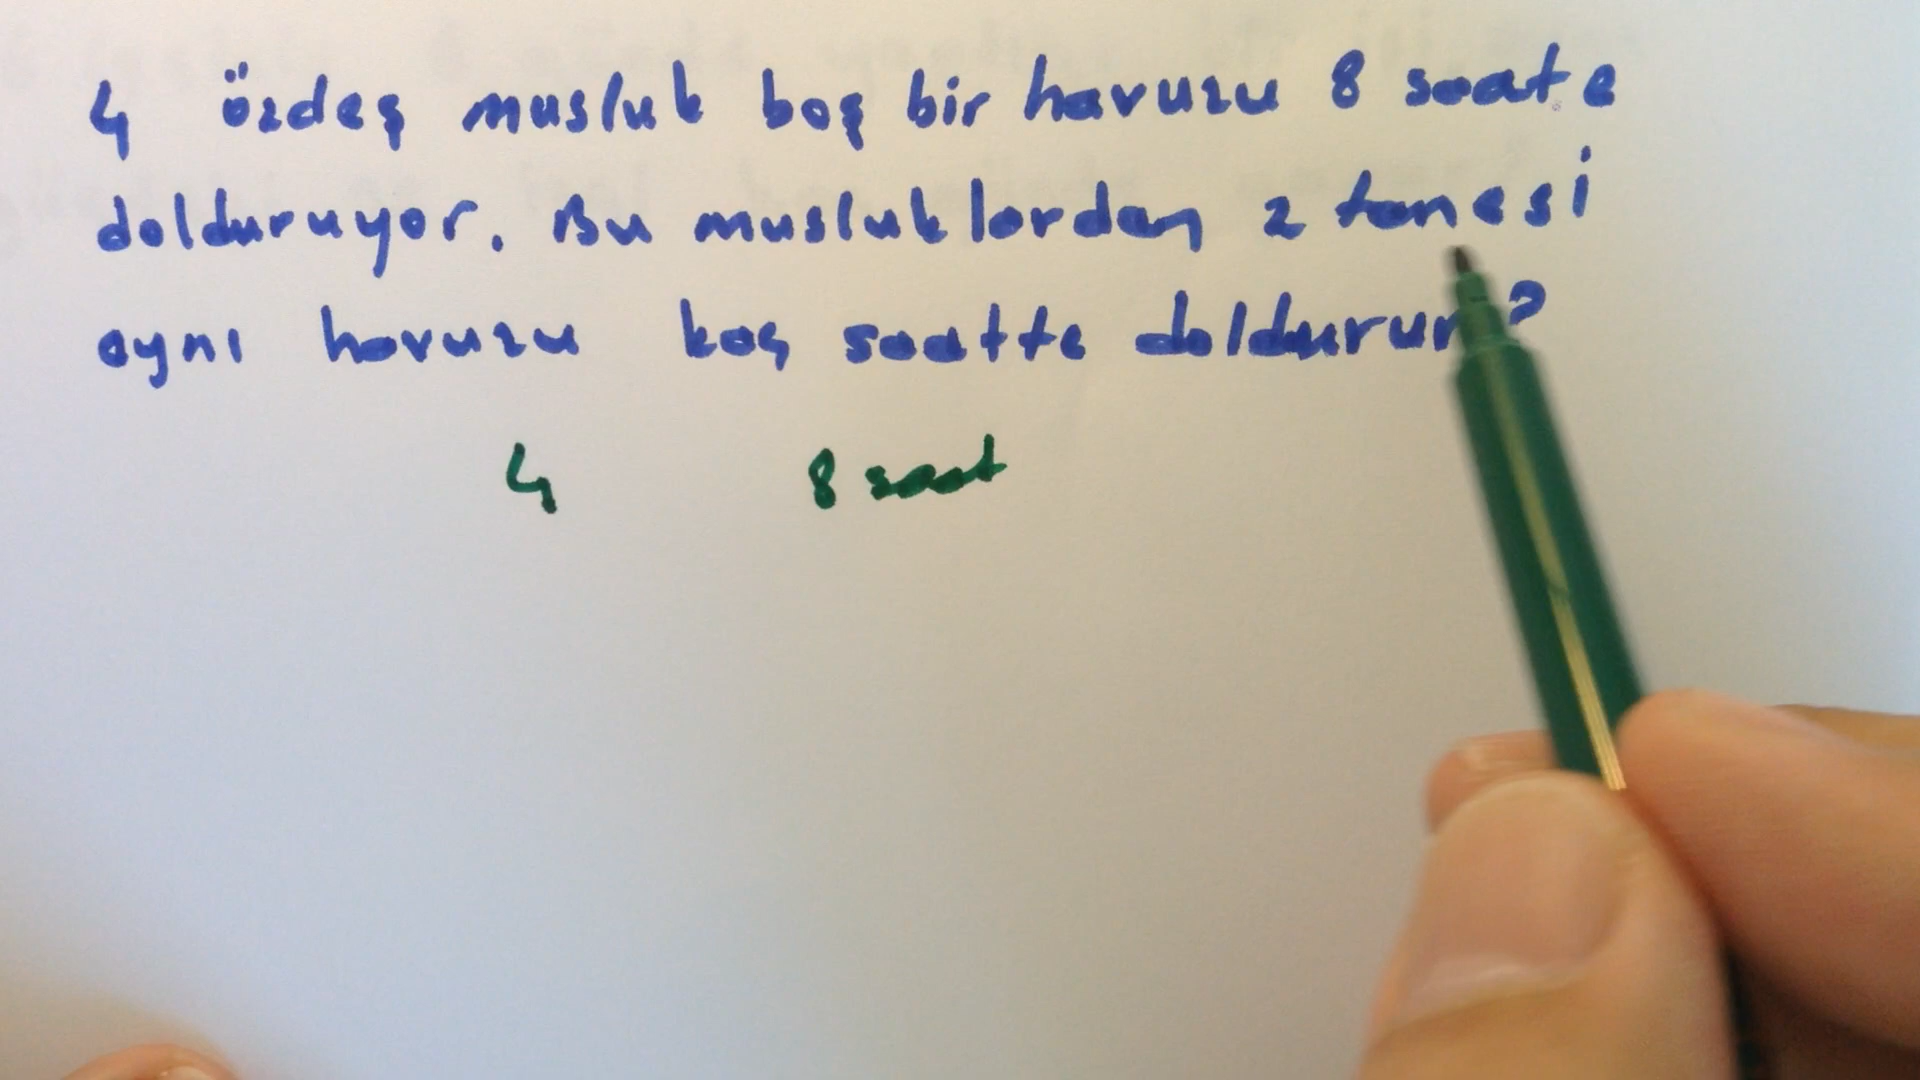 4 özdeş musluk boş bir havuzu 8 saate
dolduruyor. Bu musluklardan 2 tanesi
aynı havuzu kaç saatte doldurur?
4 8 saat